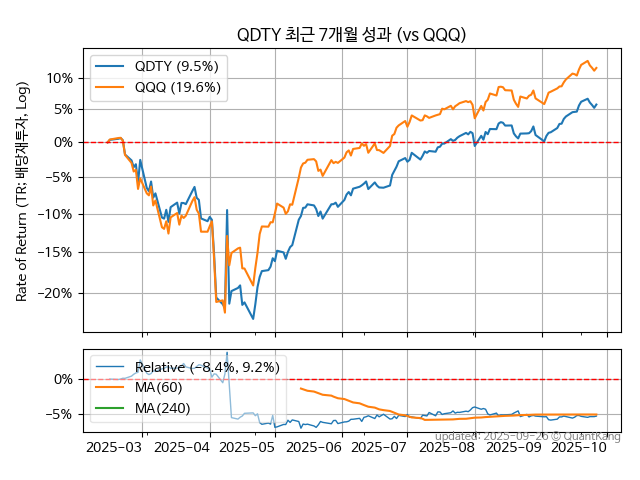 QDTY 최근 7개월 성과 (vs QQQ)
Rate of Return (TR: 배당재투자, Log)
QDTY (9.5%)
QQQ (19.6%)
10%
5%
0%
−5%
−10%
−15%
−20%
Relative (−8.4%, 9.2%)
MA(60)
MA(240)
0%
−5%
updated: 2025-09-26 © QuantKang
2025-03 2025-04 2025-05 2025-06 2025-07 2025-08 2025-09 2025-10